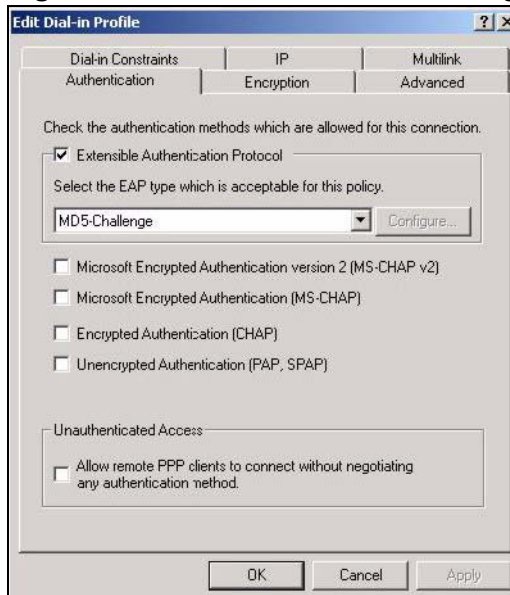 Edit Dial-in Profile
Dial-in Constraints IP Multilink
Authentication Encryption Advanced
Check the authentication methods which are allowed for this connection.
Extensible Authentication Protocol
Select the EAP type which is acceptable for this policy.
MD5-Challenge Configure...
Microsoft Encrypted Authentication version 2 (MS-CHAP v2)
Microsoft Encrypted Authentication (MS-CHAP)
Encrypted Authentication (CHAP)
Unencrypted Authentication (PAP, SPAP)
Unauthenticated Access
Allow remote PPP clients to connect without negotiating
any authentication method.
OK Cancel Apply